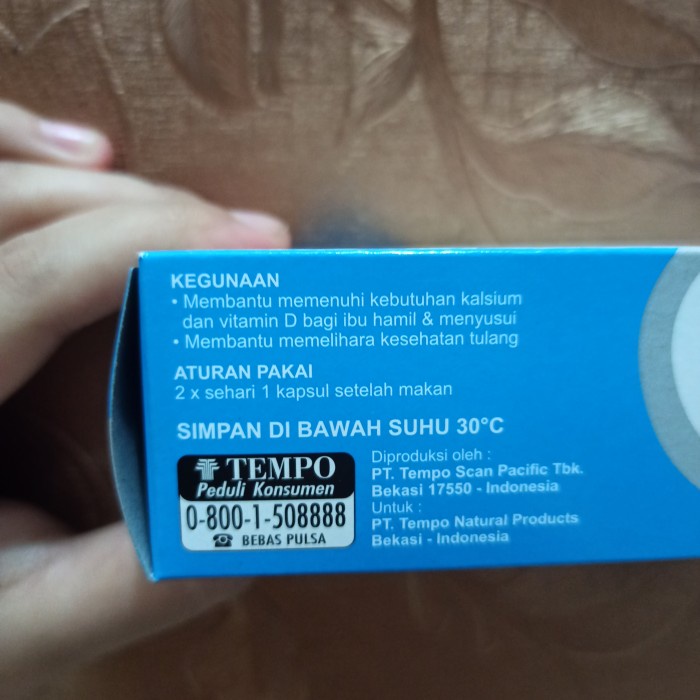 KEGUNAAN
• Membantu memenuhi kebutuhan kalsium
dan vitamin D bagi ibu hamil & menyusui
• Membantu memelihara kesehatan tulang
ATURAN PAKAI
2 x sehari 1 kapsul setelah makan
SIMPAN DI BAWAH SUHU 30°C
TEMPO
Peduli Konsumen
0-800-1-508888
BEBAS PULSA
Diproduksi oleh :
PT. Tempo Scan Pacific Tbk.
Bekasi 17550 - Indonesia
Untuk :
PT. Tempo Natural Products
Bekasi - Indonesia